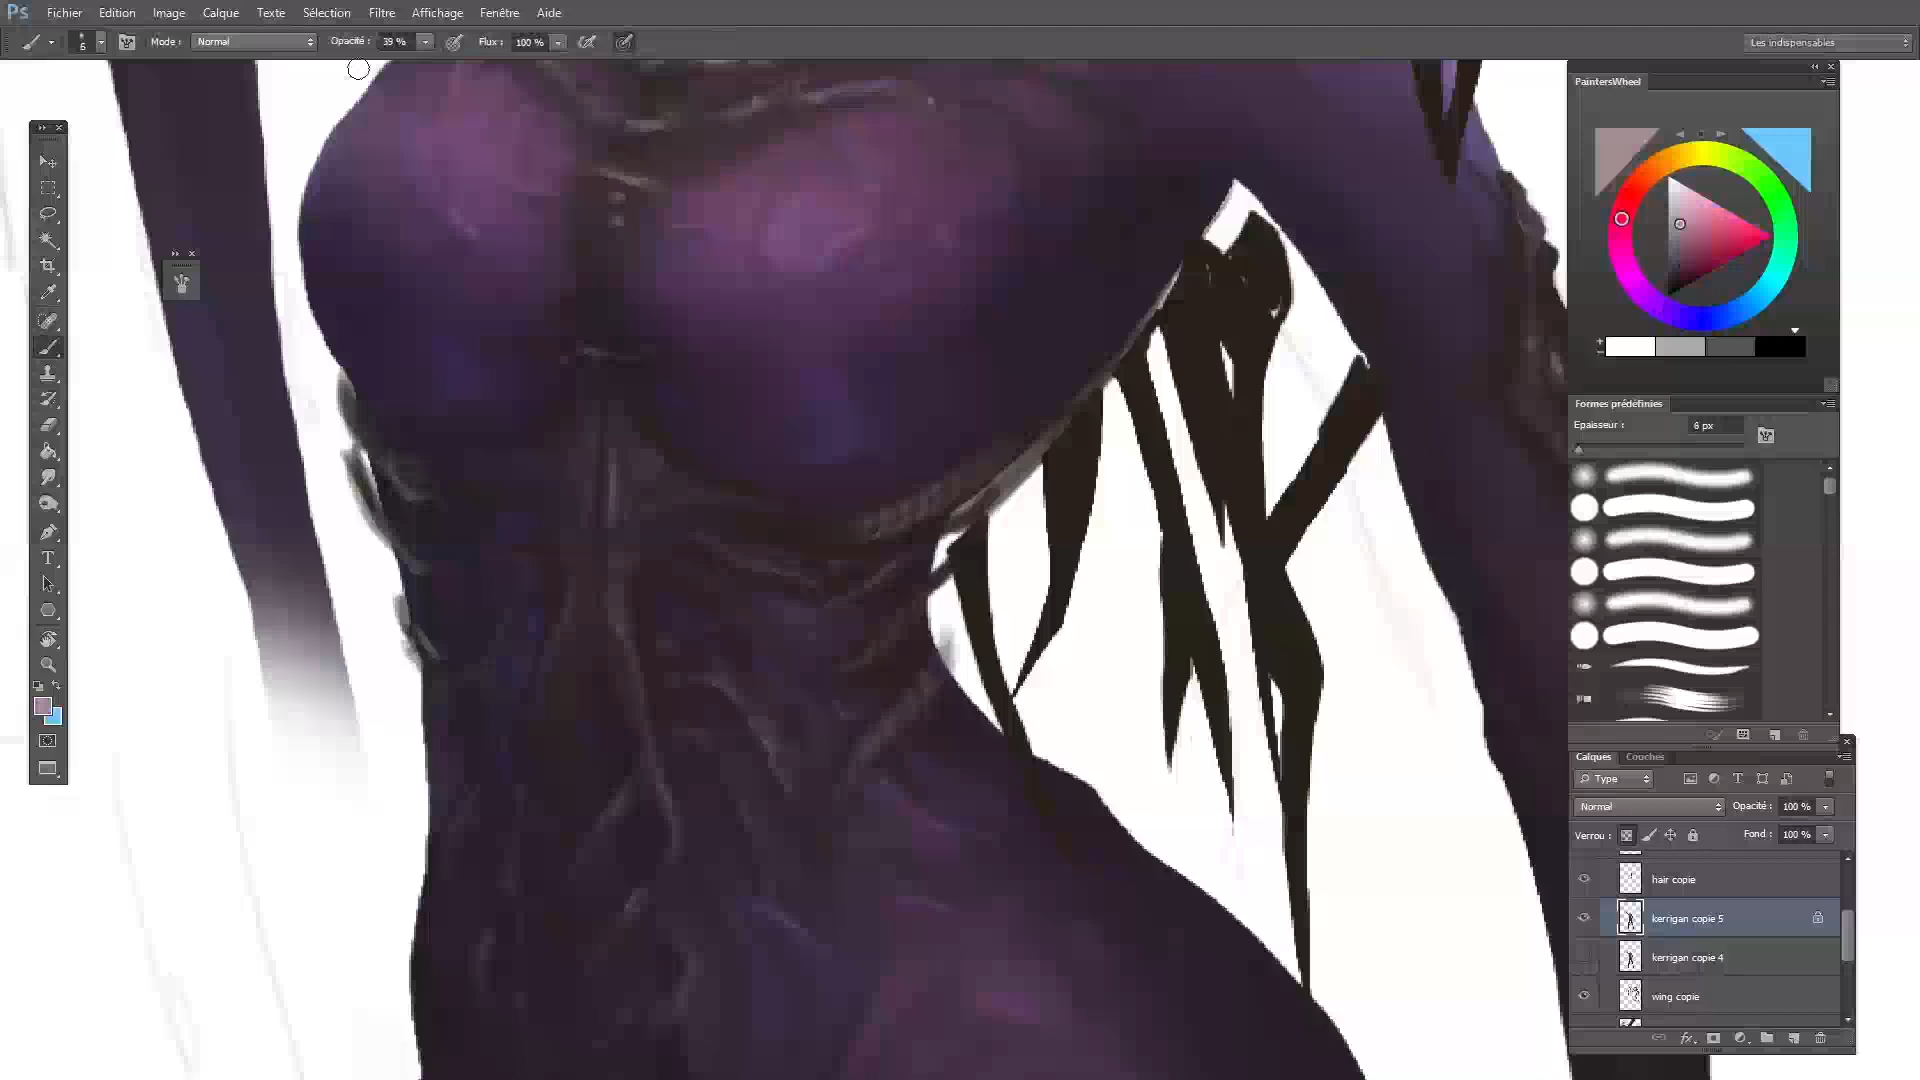 Ps Fichier Edition Image Calque Texte Sélection Filtre Affichage Fenêtre Aide
6 Mode : Normal Opacité : 39 % Flux : 100 % Les indispensables
PaintersWheel
Formes prédéfinies
Epaisseur : 6 px
Calques Couches
Type
Normal Opacité : 100 %
Verrou : Fond : 100 %
hair copie
kerrigan copie 5
kerrigan copie 4
wing copie